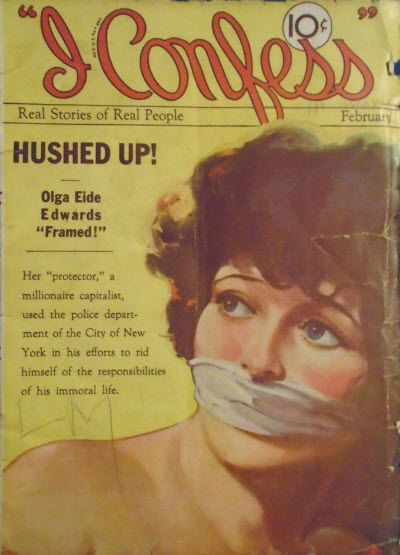 "I Confess"
10¢
Real Stories of Real People
February
HUSHED UP!
Olga Eide
Edwards
"Framed!"
Her "protector," a
millionaire capitalist,
used the police depart-
ment of the City of New
York in his efforts to rid
himself of the responsibilities
of his immoral life.
LM